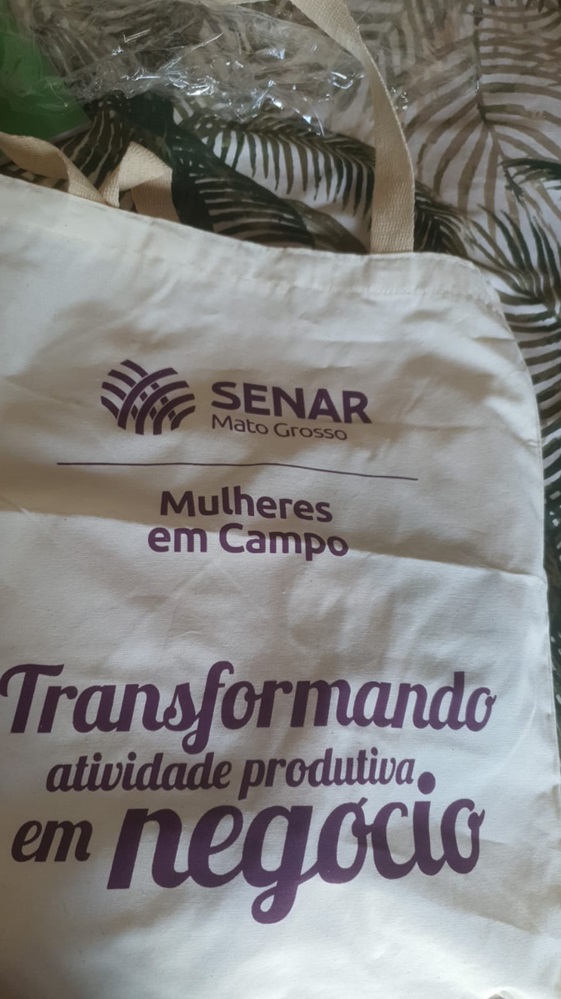 SENAR
Mato Grosso
Mulheres
em Campo
Transformando
atividade produtiva
em negócio